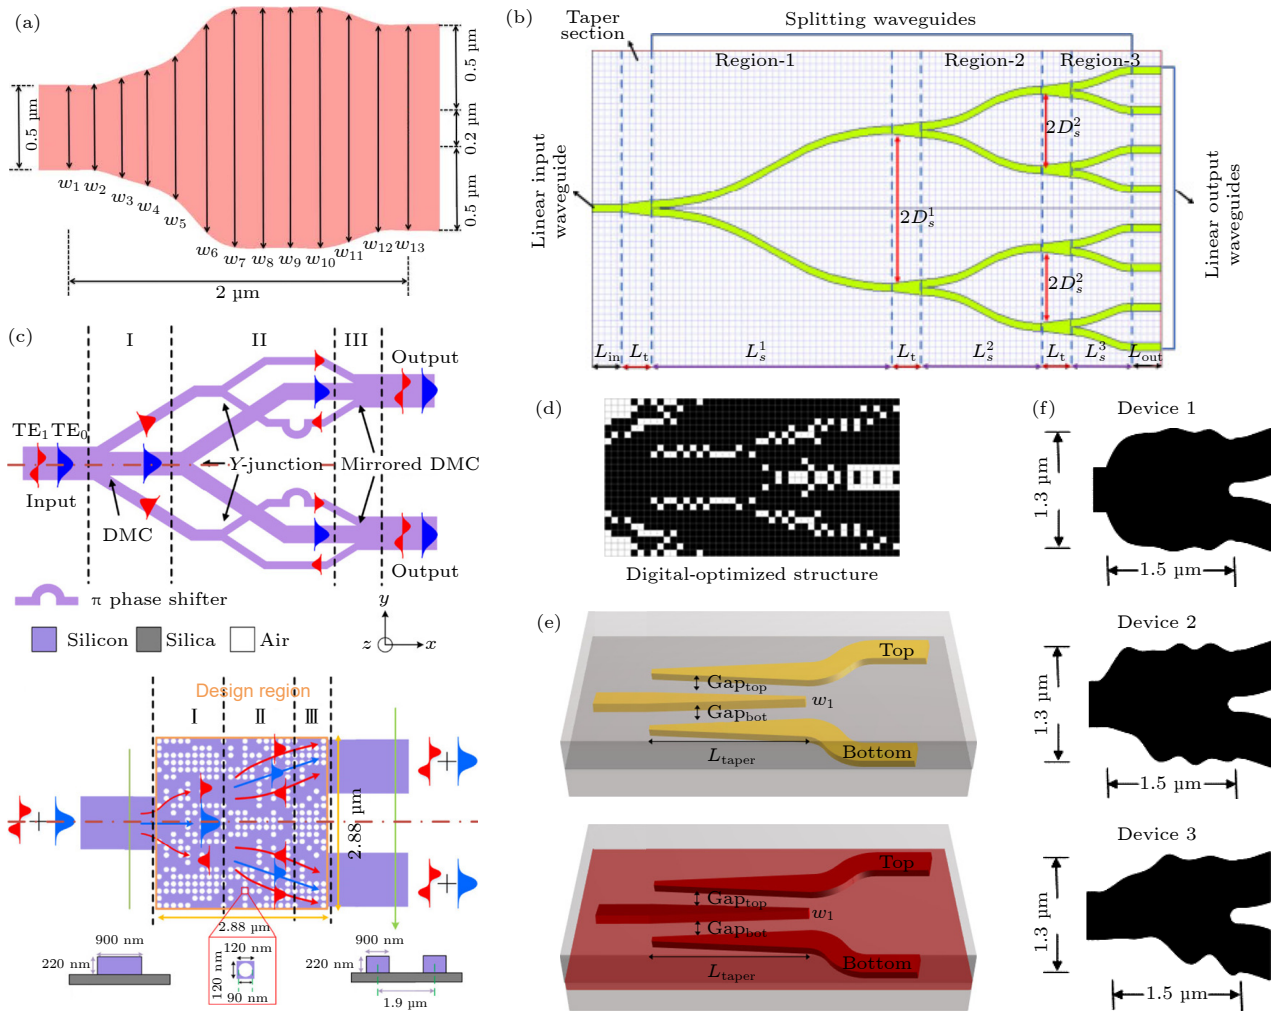 (a)
0.5 μm
w1
w2
w3
w4
w5
w6
w7
w8
w9
w10
w11
w12
w13
0.5 μm
0.2 μm
0.5 μm
2 μm
(b)
Taper section
Splitting waveguides
Region-1
Region-2
Region-3
Linear input waveguide
2D_s^1
2D_s^2
2D_s^2
Linear output waveguides
L_in
L_t
L_s^1
L_t
L_s^2
L_t
L_s^3
L_out
(c)
I
II
III
Output
TE1 TE0
Input
DMC
Y-junction
Mirrored DMC
Output
π phase shifter
Silicon
Silica
Air
y
z
x
Design region
I
II
III
2.88 μm
2.88 μm
900 nm
220 nm
120 nm
120 nm
90 nm
900 nm
220 nm
1.9 μm
(d)
Digital-optimized structure
(e)
Top
Gap_top
w1
Gap_bot
Bottom
L_taper
Top
Gap_top
w1
Gap_bot
Bottom
L_taper
(f)
Device 1
1.3 μm
1.5 μm
Device 2
1.3 μm
1.5 μm
Device 3
1.3 μm
1.5 μm